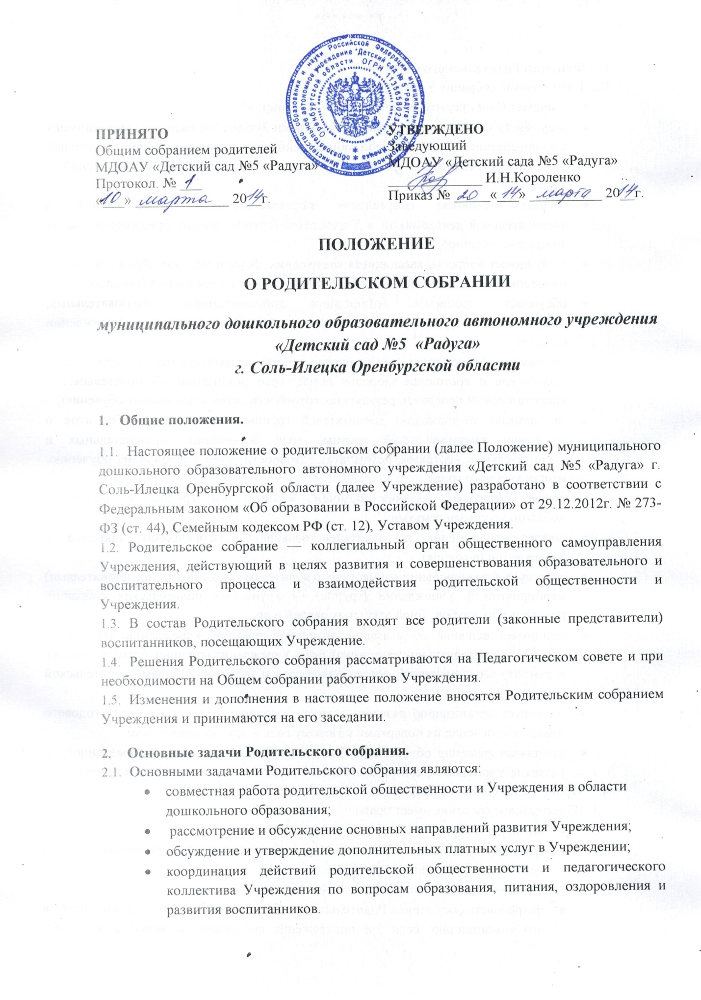 Министерство образования и науки Российской Федерации муниципальное дошкольное
образовательное автономное учреждение "Детский сад № 5 "Радуга" г. Соль-Илецка
Оренбургской области ОГРН 1135658023423
ПРИНЯТО
Общим собранием родителей
МДОАУ «Детский сад №5 «Радуга»
Протокол. № 1
«10» марта 2014г.
УТВЕРЖДЕНО
Заведующий
МДОАУ «Детский сада №5 «Радуга»
И.Н.Короленко
Приказ № 20 «14» марта 2014г.
ПОЛОЖЕНИЕ
О РОДИТЕЛЬСКОМ СОБРАНИИ
муниципального дошкольного образовательного автономного учреждения
«Детский сад №5 «Радуга»
г. Соль-Илецка Оренбургской области
1. Общие положения.
1.1. Настоящее положение о родительском собрании (далее Положение) муниципального
дошкольного образовательного автономного учреждения «Детский сад №5 «Радуга» г.
Соль-Илецка Оренбургской области (далее Учреждение) разработано в соответствии с
Федеральным законом «Об образовании в Российской Федерации» от 29.12.2012г. № 273-
ФЗ (ст. 44), Семейным кодексом РФ (ст. 12), Уставом Учреждения.
1.2. Родительское собрание — коллегиальный орган общественного самоуправления
Учреждения, действующий в целях развития и совершенствования образовательного и
воспитательного процесса и взаимодействия родительской общественности и
Учреждения.
1.3. В состав Родительского собрания входят все родители (законные представители)
воспитанников, посещающих Учреждение.
1.4. Решения Родительского собрания рассматриваются на Педагогическом совете и при
необходимости на Общем собрании работников Учреждения.
1.5. Изменения и дополнения в настоящее положение вносятся Родительским собранием
Учреждения и принимаются на его заседании.
2. Основные задачи Родительского собрания.
2.1. Основными задачами Родительского собрания являются:
• совместная работа родительской общественности и Учреждения в области
дошкольного образования;
• рассмотрение и обсуждение основных направлений развития Учреждения;
• обсуждение и утверждение дополнительных платных услуг в Учреждении;
• координация действий родительской общественности и педагогического
коллектива Учреждения по вопросам образования, питания, оздоровления и
развития воспитанников.